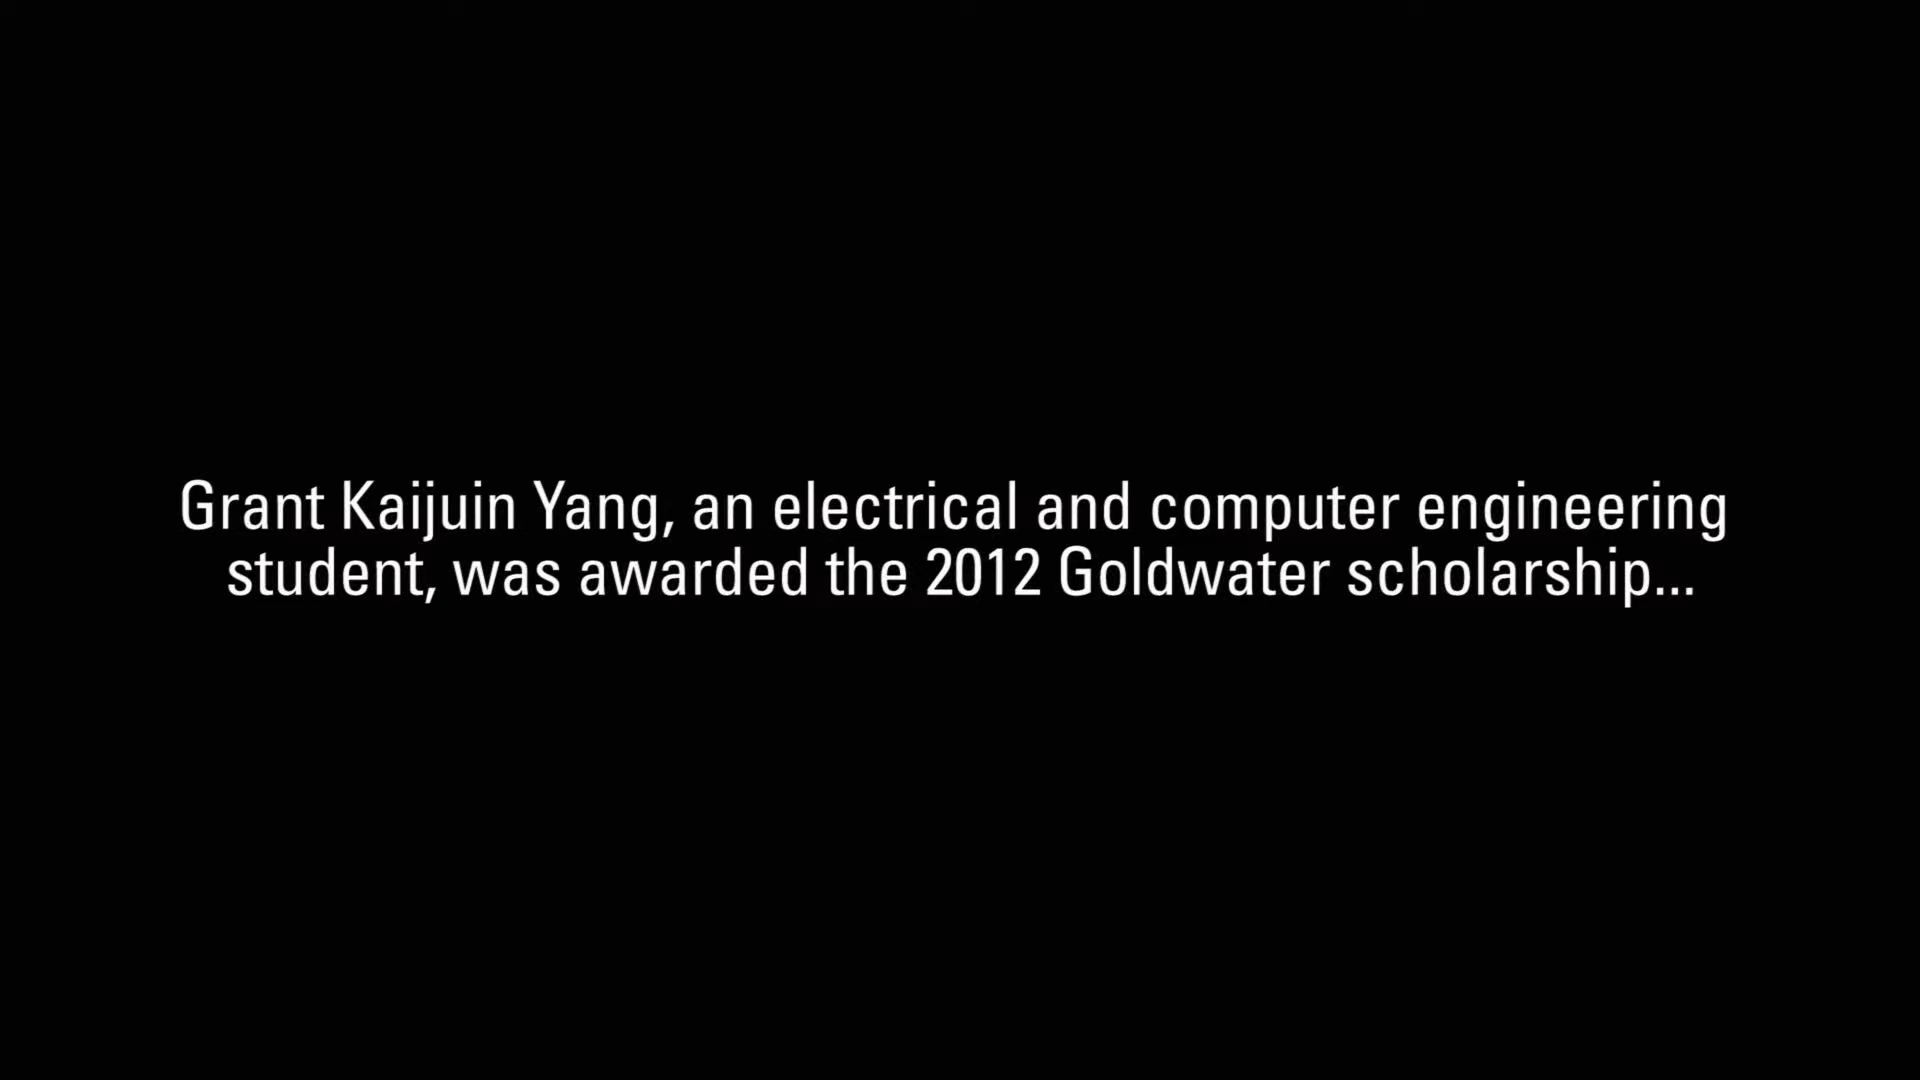 Grant Kaijuin Yang, an electrical and computer engineering
student, was awarded the 2012 Goldwater scholarship...